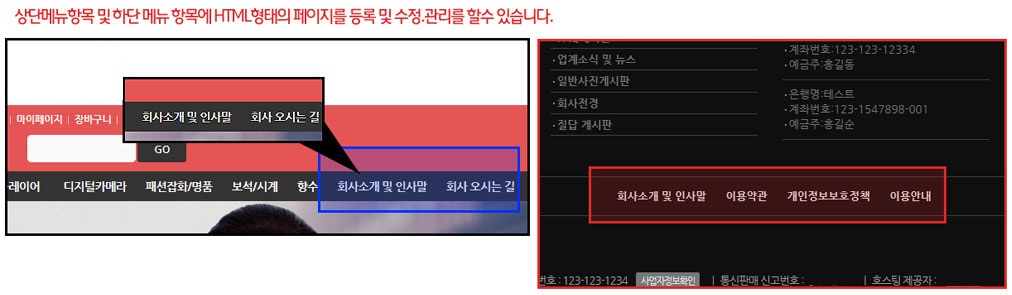 상단메뉴항목 및 하단 메뉴 항목에 HTML형태의 페이지를 등록 및 수정.관리를 할수 있습니다.
회사소개 및 인사말 회사 오시는 길
| 마이페이지 | 장바구니 |
GO
레이어 디지털카메라 패션잡화/명품 보석/시계 향수 회사소개 및 인사말 회사 오시는 길
· 업계소식 및 뉴스
· 일반사진게시판
· 회사전경
· 질답 게시판
· 계좌번호:123-123-12334
· 예금주:홍길동
· 은행명:테스트
· 계좌번호:123-1547898-001
· 예금주:홍길순
회사소개 및 인사말 이용약관 개인정보보호정책 이용안내
번호 : 123-123-1234 사업자정보확인 | 통신판매 신고번호 : | 호스팅 제공자 :